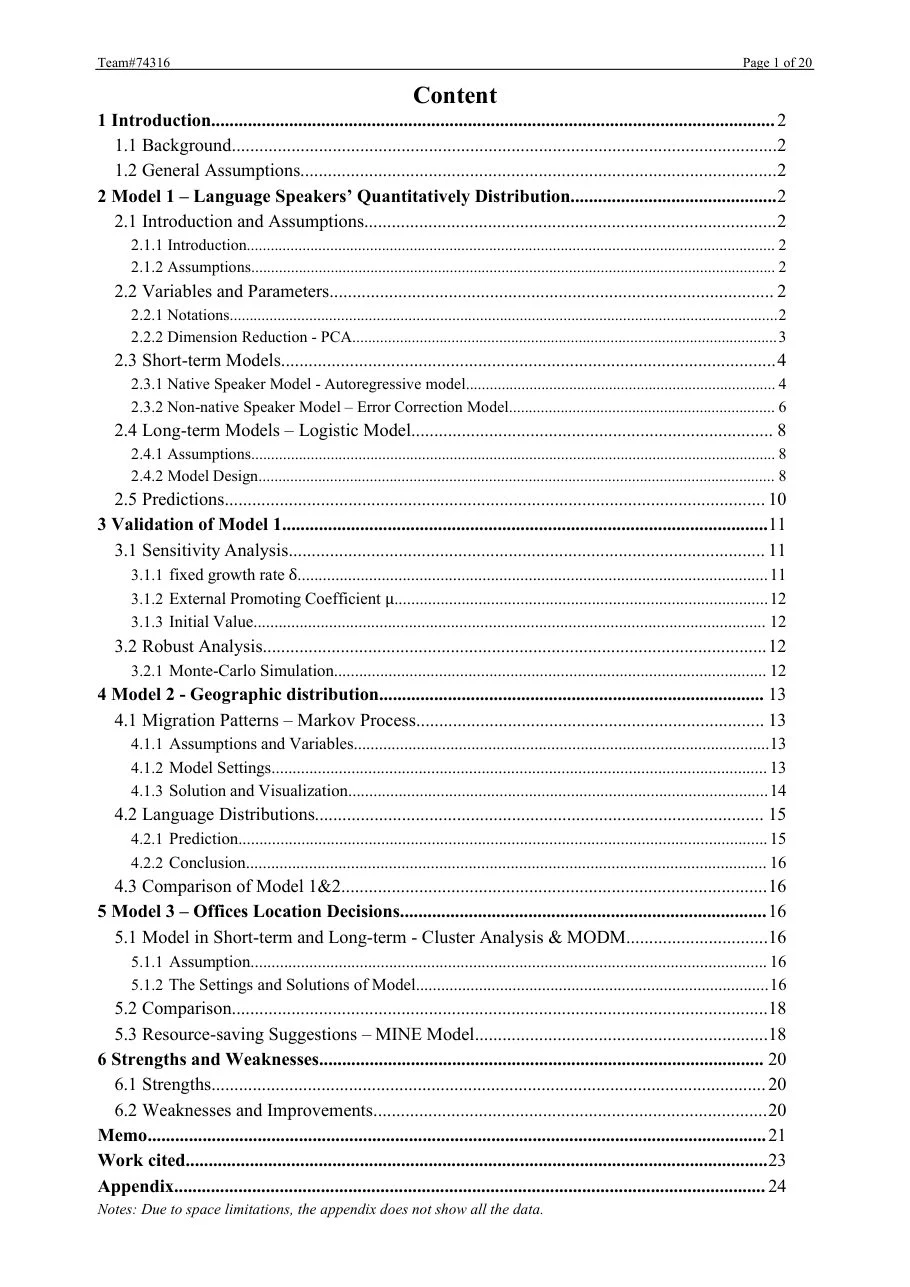 Team#74316 Page 1 of 20
Content
1 Introduction 2
1.1 Background 2
1.2 General Assumptions 2
2 Model 1 – Language Speakers’ Quantitatively Distribution 2
2.1 Introduction and Assumptions 2
2.1.1 Introduction 2
2.1.2 Assumptions 2
2.2 Variables and Parameters 2
2.2.1 Notations 2
2.2.2 Dimension Reduction - PCA 3
2.3 Short-term Models 4
2.3.1 Native Speaker Model - Autoregressive model 4
2.3.2 Non-native Speaker Model – Error Correction Model 6
2.4 Long-term Models – Logistic Model 8
2.4.1 Assumptions 8
2.4.2 Model Design 8
2.5 Predictions 10
3 Validation of Model 1 11
3.1 Sensitivity Analysis 11
3.1.1 fixed growth rate δ 11
3.1.2 External Promoting Coefficient μ 12
3.1.3 Initial Value 12
3.2 Robust Analysis 12
3.2.1 Monte-Carlo Simulation 12
4 Model 2 - Geographic distribution 13
4.1 Migration Patterns – Markov Process 13
4.1.1 Assumptions and Variables 13
4.1.2 Model Settings 13
4.1.3 Solution and Visualization 14
4.2 Language Distributions 15
4.2.1 Prediction 15
4.2.2 Conclusion 16
4.3 Comparison of Model 1&2 16
5 Model 3 – Offices Location Decisions 16
5.1 Model in Short-term and Long-term - Cluster Analysis & MODM 16
5.1.1 Assumption 16
5.1.2 The Settings and Solutions of Model 16
5.2 Comparison 18
5.3 Resource-saving Suggestions – MINE Model 18
6 Strengths and Weaknesses 20
6.1 Strengths 20
6.2 Weaknesses and Improvements 20
Memo 21
Work cited 23
Appendix 24
Notes: Due to space limitations, the appendix does not show all the data.